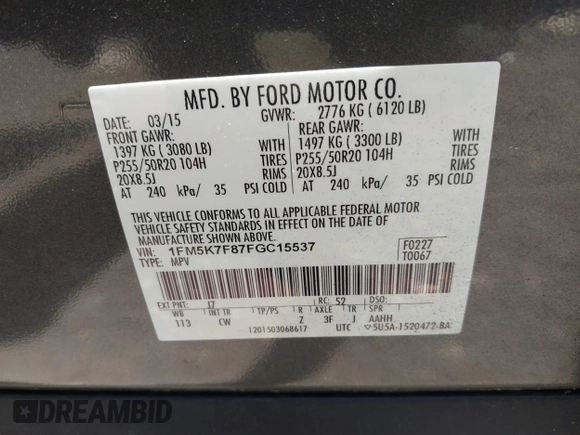 MFD. BY FORD MOTOR CO.
DATE: 03/15 GVWR: 2776 KG ( 6120 LB)
FRONT GAWR: REAR GAWR:
1397 KG ( 3080 LB) WITH 1497 KG ( 3300 LB) WITH
P255/50R20 104H TIRES P255/50R20 104H TIRES
20X8.5J RIMS 20X8.5J RIMS
AT 240 kPa/ 35 PSI COLD AT 240 kPa/ 35 PSI COLD
THIS VEHICLE CONFORMS TO ALL APPLICABLE FEDERAL MOTOR
VEHICLE SAFETY STANDARDS IN EFFECT ON THE DATE OF
MANUFACTURE SHOWN ABOVE.
VIN: 1FM5K7F87FGC15537 F0227
TYPE: MPV T0067
EXT PNT: J7 RC: 52 DSO:
WB INT TR TP/PS R AXLE TR SPR
113 CW Z 3F J AAHH
1201503068617 UTC ▽5U5A-1520472-BA
DREAMBID